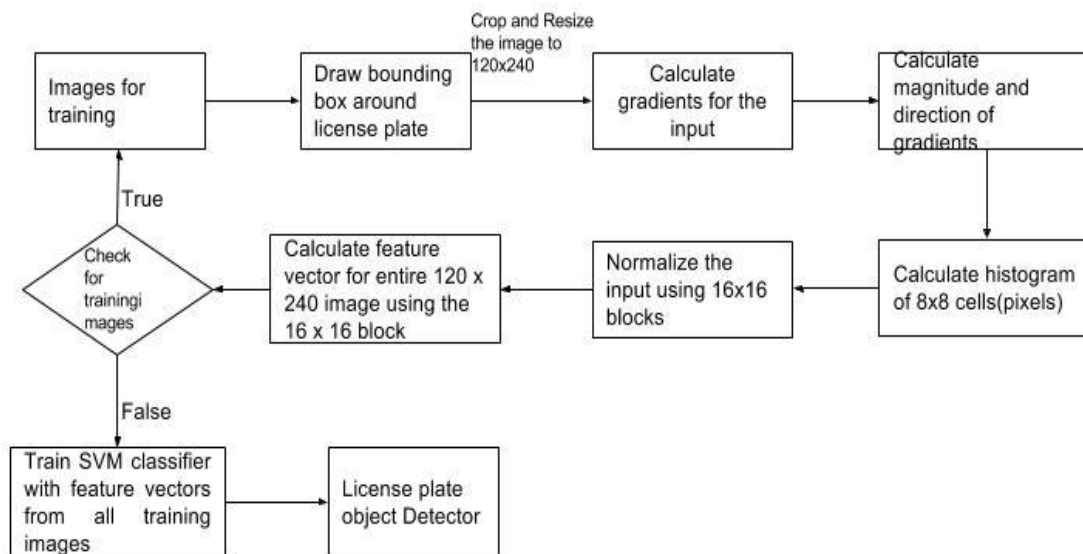 Images for
training
Draw bounding
box around
license plate
Crop and Resize
the image to
120x240
Calculate
gradients for the
input
Calculate
magnitude and
direction of
gradients
Calculate histogram
of 8x8 cells(pixels)
Normalize the
input using 16x16
blocks
Calculate feature
vector for entire 120 x
240 image using the
16 x 16 block
Check
for
trainingi
mages
True
False
Train SVM classifier
with feature vectors
from all training
images
License plate
object Detector